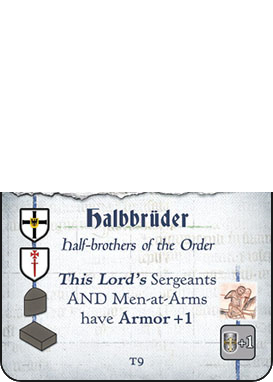 Halbbrüder
Half-brothers of the Order
This Lord's Sergeants
AND Men-at-Arms
have Armor +1
+1
T9